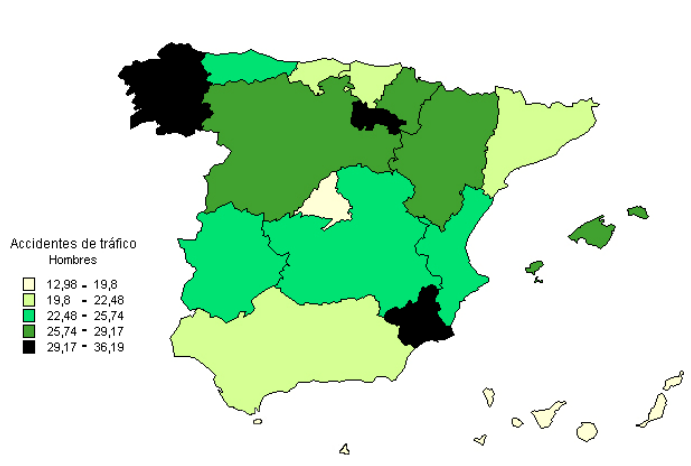 Accidentes de tráfico
Hombres
12,98 - 19,8
19,8 - 22,48
22,48 - 25,74
25,74 - 29,17
29,17 - 36,19